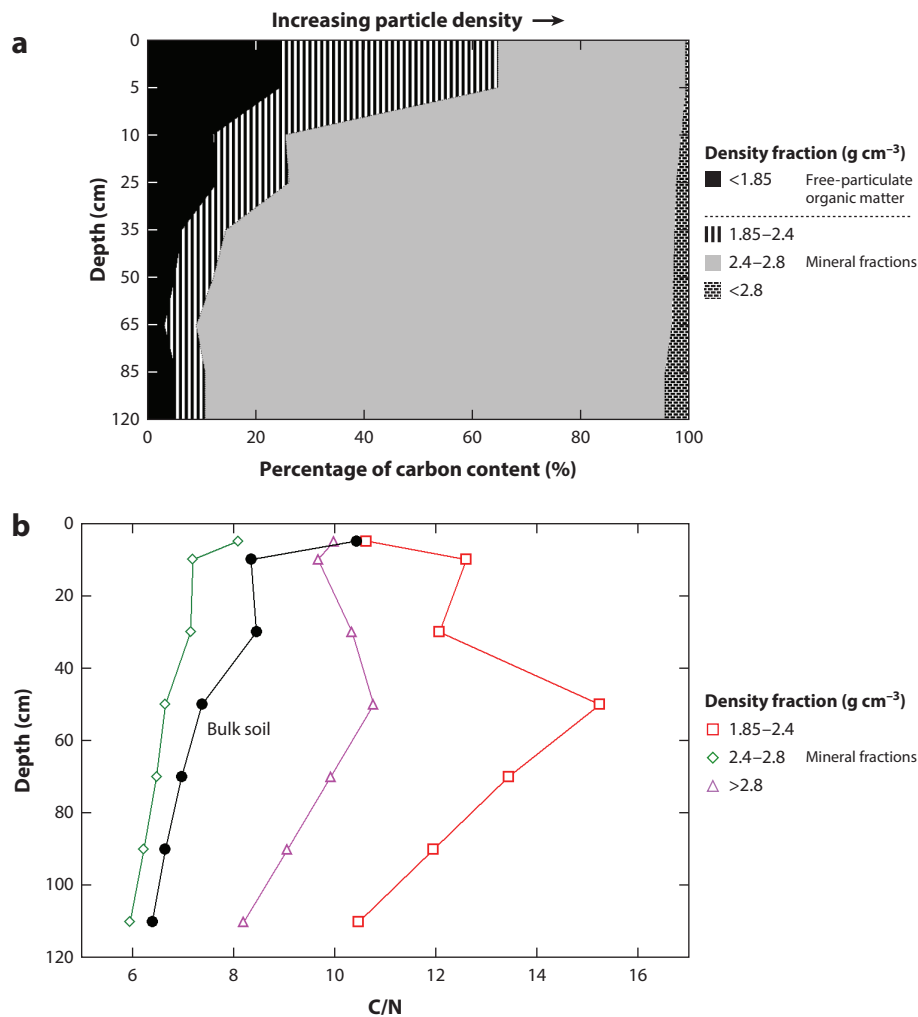 Increasing particle density →
a
0
5
10
25
35
50
65
85
120
Depth (cm)
0
20
40
60
80
100
Percentage of carbon content (%)
Density fraction (g cm⁻³)
<1.85 Free-particulate
organic matter
1.85–2.4
2.4–2.8 Mineral fractions
<2.8
b
0
20
40
60
80
100
120
Depth (cm)
Bulk soil
6
8
10
12
14
16
C/N
Density fraction (g cm⁻³)
1.85–2.4
2.4–2.8 Mineral fractions
>2.8